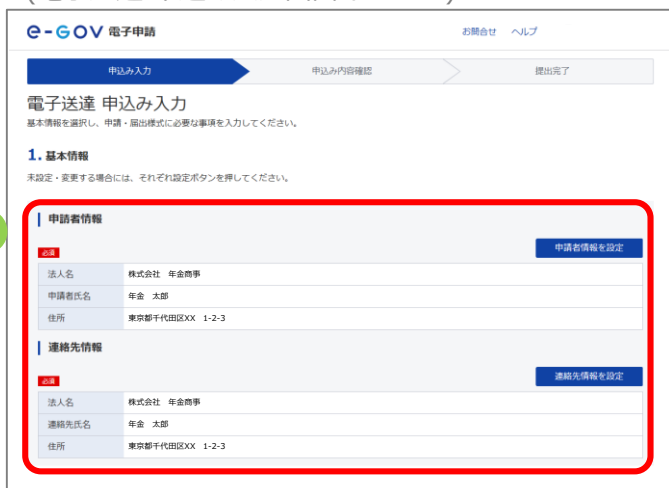 e-GOV 電子申請
お問合せ ヘルプ
申込み入力 申込み内容確認 提出完了
電子送達 申込み入力
基本情報を選択し、申請・届出様式に必要な事項を入力してください。
1. 基本情報
未設定・変更する場合には、それぞれ設定ボタンを押してください。
申請者情報
必須 申請者情報を設定
法人名 株式会社 年金商事
申請者氏名 年金 太郎
住所 東京都千代田区XX 1-2-3
連絡先情報
必須 連絡先情報を設定
法人名 株式会社 年金商事
連絡先氏名 年金 太郎
住所 東京都千代田区XX 1-2-3